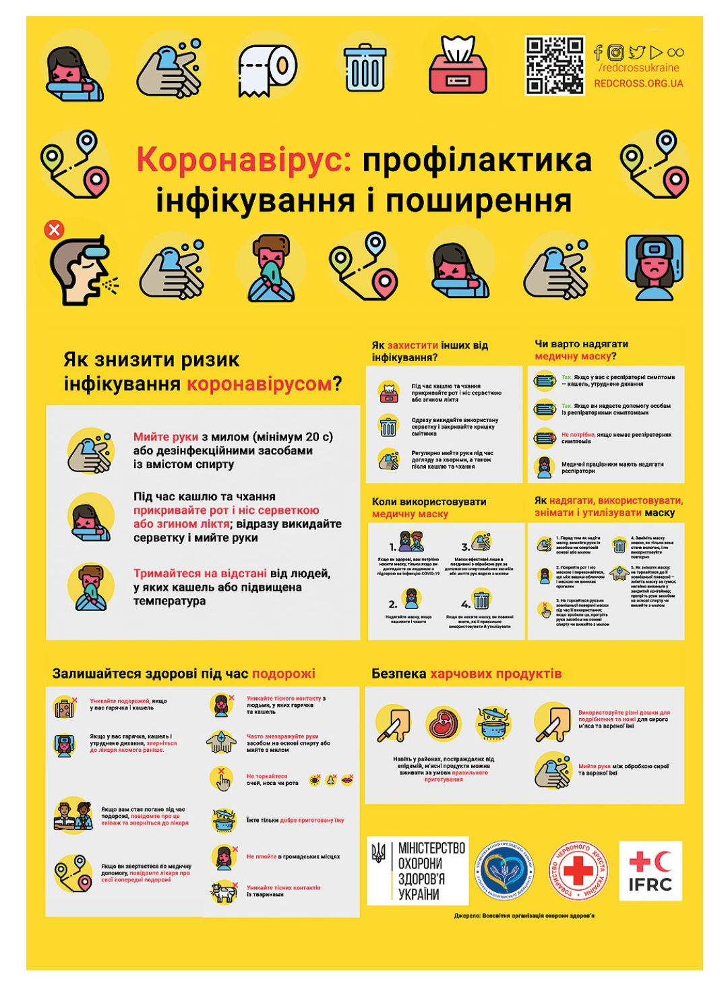 /redcrossukraine
REDCROSS.ORG.UA
Коронавірус: профілактика
інфікування і поширення
Як знизити ризик
інфікування коронавірусом?
Мийте руки з милом (мінімум 20 с)
або дезінфекційними засобами
із вмістом спирту
Під час кашлю та чхання
прикривайте рот і ніс серветкою
або згином ліктя; відразу викидайте
серветку і мийте руки
Тримайтеся на відстані від людей,
у яких кашель або підвищена
температура
Як захистити інших від
інфікування?
Під час кашлю та чхання
прикривайте рот і ніс серветкою
або згином ліктя
Одразу викидайте використану
серветку і закривайте кришку
смітника
Регулярно мийте руки під час
догляду за хворими, а також
після кашлю та чхання
Чи варто надягати
медичну маску?
Так. Якщо у вас є респіраторні симптоми
– кашель, утруднене дихання
Так. Якщо ви надаєте допомогу особам
із респіраторними симптомами
Не потрібно, якщо немає респіраторних
симптомів
Медичні працівники мають надягати
респіратори
Коли використовувати
медичну маску
1.
Якщо ви здорові, вам потрібно
носити маску, тільки якщо ви
доглядаєте за людиною з
підозрою на інфекцію COVID-19
2.
Надягайте маску, якщо
кашляєте і чхаєте
3.
Маски ефективні лише в
поєднанні з обробкою рук за
допомогою спиртовмісних засобів
або миття рук водою з милом
4.
Якщо ви носите маску, ви повинні
знати, як її правильно
використовувати й утилізувати
Як надягати, використовувати,
знімати і утилізувати маску
1. Перед тим як надіти
маску, вимийте руки із
засобом на спиртовій
основі або милом
2. Покрийте рот і ніс
маскою і переконайтеся,
що між вашим обличчям
і маскою не виникає
прогалин
3. Не торкайтеся руками
зовнішньої поверхні маски
під час її використання;
якщо зробили це, протріть
руки засобом на основі
спирту чи вимийте з милом
4. Замініть маску
новою, як тільки вона
стане вологою, і не
використовуйте
повторно
5. Як знімати маску:
не торкайтеся до її
зовнішньої поверхні –
зніміть маску за гумки;
негайно викиньте у
закритий контейнер;
протріть руки засобом
на основі спирту чи
вимийте з милом
Залишайтеся здорові під час подорожі
Уникайте подорожей, якщо
у вас гарячка і кашель
Якщо у вас гарячка, кашель і
утруднене дихання, зверніться
до лікаря якомога раніше.
Якщо вам стає погано під час
подорожі, повідомте про це
екіпаж та зверніться до лікаря
Якщо ви звертаєтеся по медичну
допомогу, повідомте лікаря про
свої попередні подорожі
Уникайте тісного контакту з
людьми, у яких гарячка
та кашель
Часто знезаражуйте руки
засобом на основі спирту або
мийте з милом
Не торкайтеся
очей, носа чи рота
Їжте тільки добре приготовану їжу
Не плюйте в громадських місцях
Уникайте тісних контактів
із тваринами
Безпека харчових продуктів
Навіть у районах, постраждалих від
епідемій, м'ясні продукти можна
вживати за умови правильного
приготування
Використовуйте різні дошки для
подрібнення та ножі для сирого
м'яса та вареної їжі
Мийте руки між обробкою сирої
та вареної їжі
МІНІСТЕРСТВО
ОХОРОНИ
ЗДОРОВ'Я
УКРАЇНИ
ТОВАРИСТВО ЧЕРВОНОГО ХРЕСТА УКРАЇНИ
IFRC
Джерело: Всесвітня організація охорони здоров'я